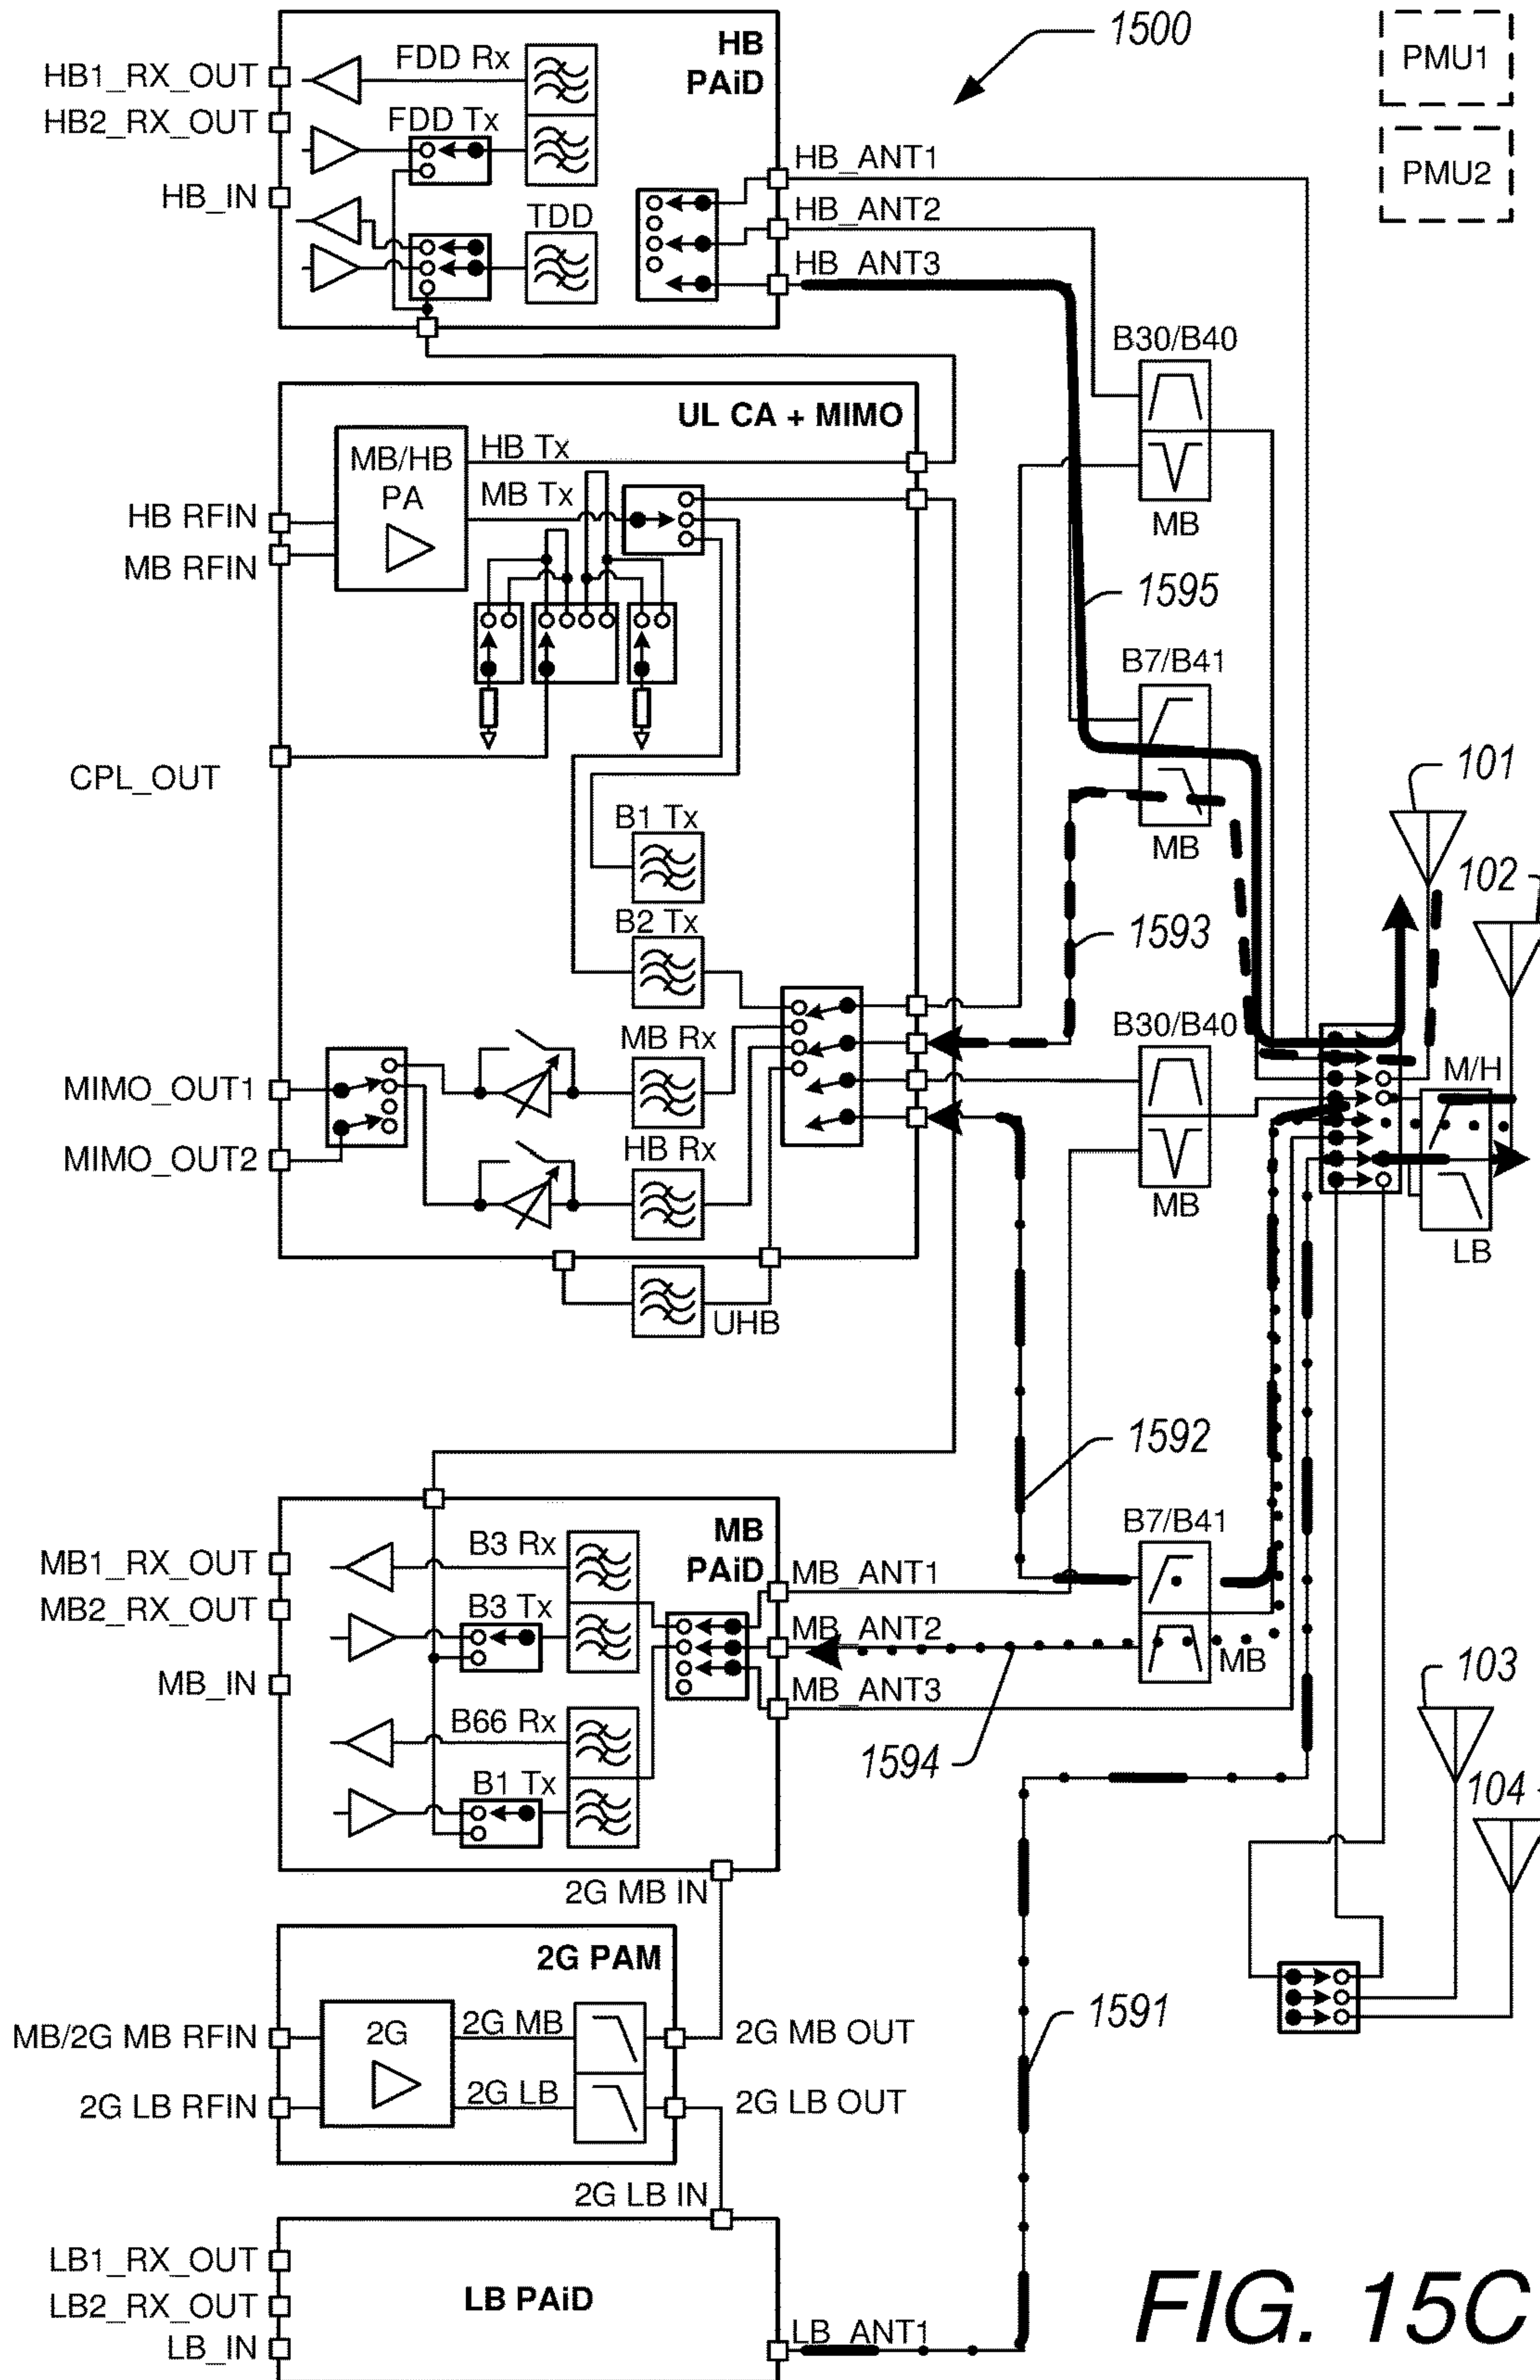 1500
PMU1
PMU2
HB
PAiD
FDD Rx
FDD Tx
TDD
HB1_RX_OUT
HB2_RX_OUT
HB_IN
HB_ANT1
HB_ANT2
HB_ANT3
B30/B40
MB
UL CA + MIMO
MB/HB
PA
HB Tx
MB Tx
HB RFIN
MB RFIN
CPL_OUT
1595
B7/B41
MB
B1 Tx
B2 Tx
101
102
1593
MB Rx
HB Rx
MIMO_OUT1
MIMO_OUT2
B30/B40
MB
M/H
LB
UHB
1592
MB
PAiD
B3 Rx
B3 Tx
B66 Rx
B1 Tx
MB1_RX_OUT
MB2_RX_OUT
MB_IN
MB_ANT1
MB_ANT2
MB_ANT3
B7/B41
MB
1594
103
104
2G MB IN
2G PAM
2G
2G MB
2G LB
MB/2G MB RFIN
2G LB RFIN
2G MB OUT
2G LB OUT
1591
2G LB IN
LB1_RX_OUT
LB2_RX_OUT
LB_IN
LB PAiD
LB_ANT1
FIG. 15C